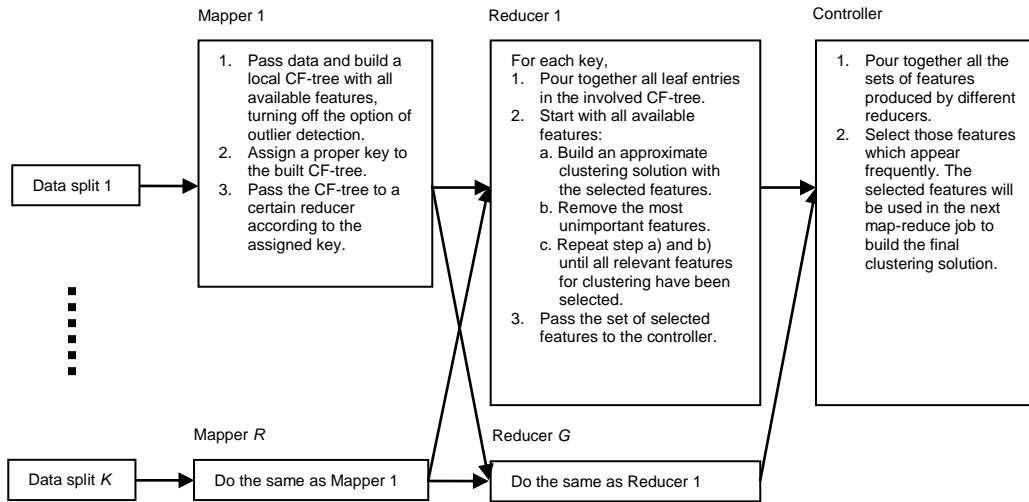 Mapper 1
1. Pass data and build a
local CF-tree with all
available features,
turning off the option of
outlier detection.
2. Assign a proper key to
the built CF-tree.
3. Pass the CF-tree to a
certain reducer
according to the
assigned key.
Reducer 1
For each key,
1. Pour together all leaf entries
in the involved CF-tree.
2. Start with all available
features:
a. Build an approximate
clustering solution with
the selected features.
b. Remove the most
unimportant features.
c. Repeat step a) and b)
until all relevant features
for clustering have been
selected.
3. Pass the set of selected
features to the controller.
Controller
1. Pour together all the
sets of features
produced by different
reducers.
2. Select those features
which appear
frequently. The
selected features will
be used in the next
map-reduce job to
build the final
clustering solution.
Data split 1
Mapper R
Reducer G
Data split K
Do the same as Mapper 1
Do the same as Reducer 1